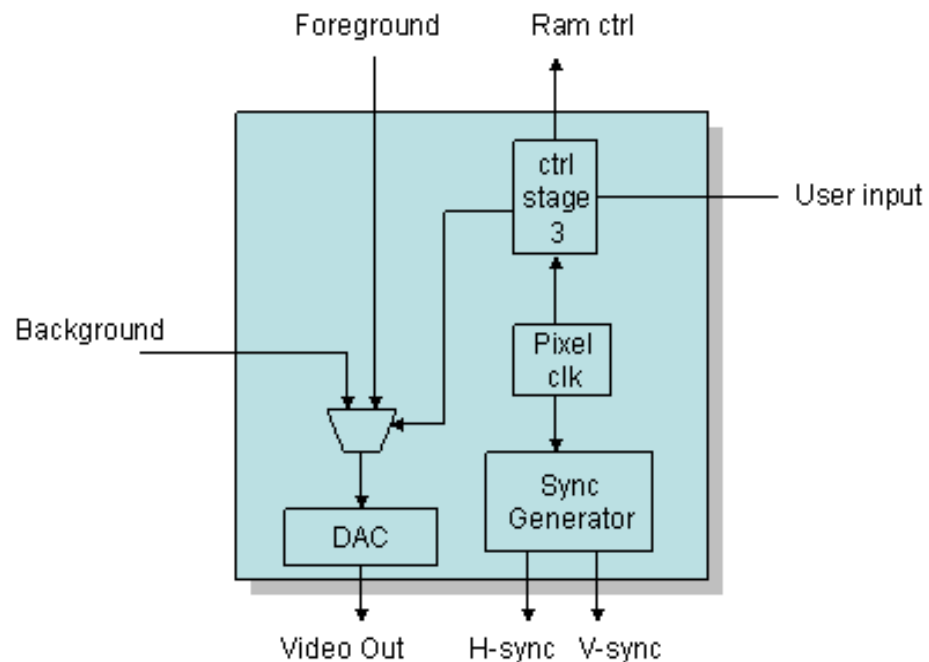 Foreground
Ram ctrl
ctrl
stage
3
User input
Background
Pixel
clk
Sync
Generator
DAC
Video Out
H-sync
V-sync